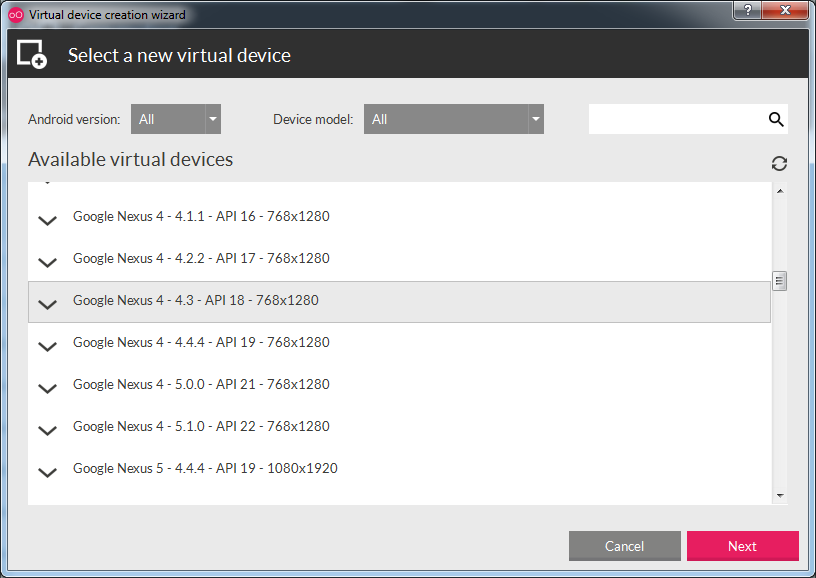 Virtual device creation wizard
Select a new virtual device
Android version: All Device model: All
Available virtual devices
Google Nexus 4 - 4.1.1 - API 16 - 768x1280
Google Nexus 4 - 4.2.2 - API 17 - 768x1280
Google Nexus 4 - 4.3 - API 18 - 768x1280
Google Nexus 4 - 4.4.4 - API 19 - 768x1280
Google Nexus 4 - 5.0.0 - API 21 - 768x1280
Google Nexus 4 - 5.1.0 - API 22 - 768x1280
Google Nexus 5 - 4.4.4 - API 19 - 1080x1920
Cancel Next